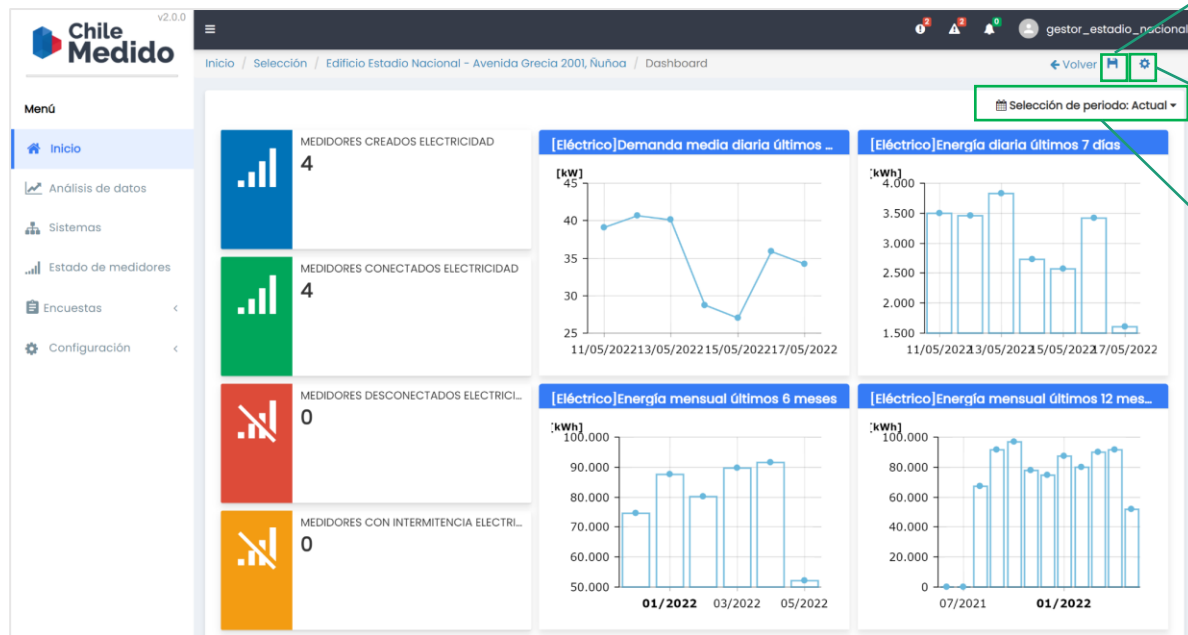 v2.0.0
Chile
Medido
2 2 0 gestor_estadio_nacional
Inicio / Selección / Edificio Estadio Nacional - Avenida Grecia 2001, Ñuñoa / Dashboard
Volver
Menú
Inicio
Análisis de datos
Sistemas
Estado de medidores
Encuestas
Configuración
Selección de periodo: Actual
MEDIDORES CREADOS ELECTRICIDAD
4
MEDIDORES CONECTADOS ELECTRICIDAD
4
MEDIDORES DESCONECTADOS ELECTRICI...
0
MEDIDORES CON INTERMITENCIA ELECTRI...
0
[Eléctrico]Demanda media diaria últimos ...
[kW]
45
40
35
30
25
11/05/2022 13/05/2022 15/05/2022 17/05/2022
[Eléctrico]Energía diaria últimos 7 días
[kWh]
4.000
3.500
3.000
2.500
2.000
1.500
11/05/2022 13/05/2022 15/05/2022 17/05/2022
[Eléctrico]Energía mensual últimos 6 meses
[kWh]
100.000
90.000
80.000
70.000
60.000
50.000
01/2022 03/2022 05/2022
[Eléctrico]Energía mensual últimos 12 mes...
[kWh]
100.000
80.000
60.000
40.000
20.000
0
07/2021 01/2022